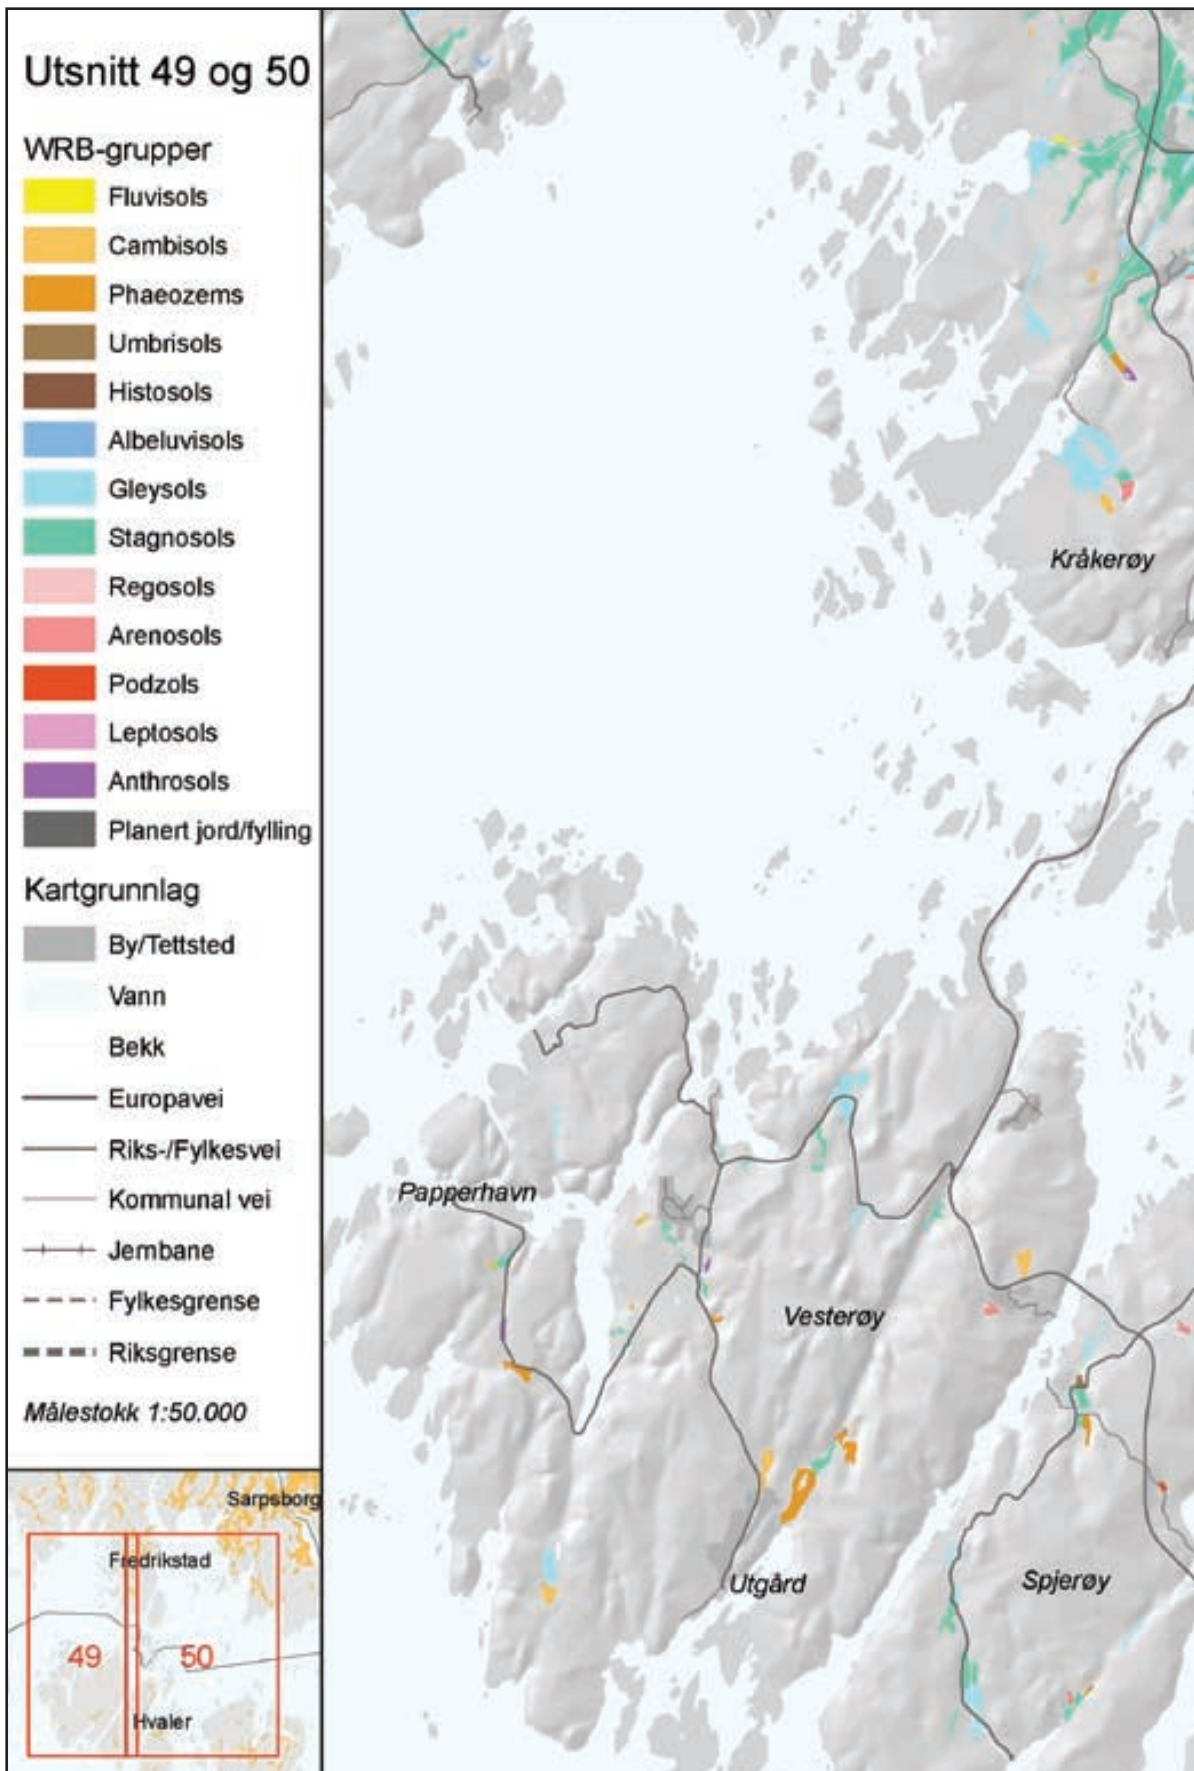 Utsnitt 49 og 50
WRB-grupper
Fluvisols
Cambisols
Phaeozems
Umbrisols
Histosols
Albeluvisols
Gleysols
Stagnosols
Regosols
Arenosols
Podzols
Leptosols
Anthrosols
Planert jord/fylling
Kartgrunnlag
By/Tettsted
Vann
Bekk
Europavei
Riks-/Fylkesvei
Kommunal vei
Jernbane
Fylkesgrense
Riksgrense
Målestokk 1:50.000
Sarpsborg
Fredrikstad
49
50
Hvaler
Kråkerøy
Papperhavn
Vesterøy
Utgård
Spjerøy